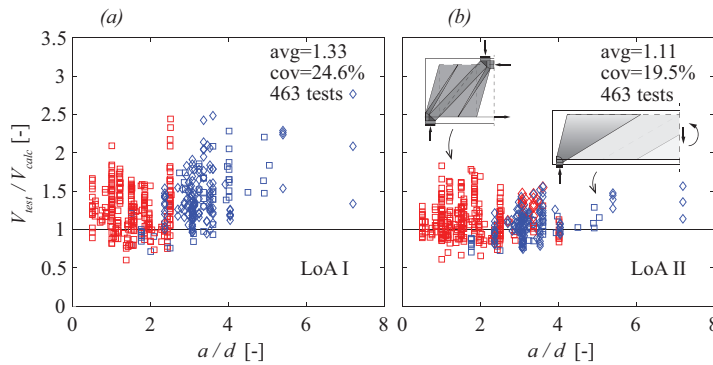 (a)
(b)
3.5
3
2.5
2
1.5
1
0.5
0
V_test / V_calc [-]
avg=1.33
cov=24.6%
463 tests
LoA I
0
2
4
6
8
a / d [-]
avg=1.11
cov=19.5%
463 tests
LoA II
2
4
6
8
a / d [-]